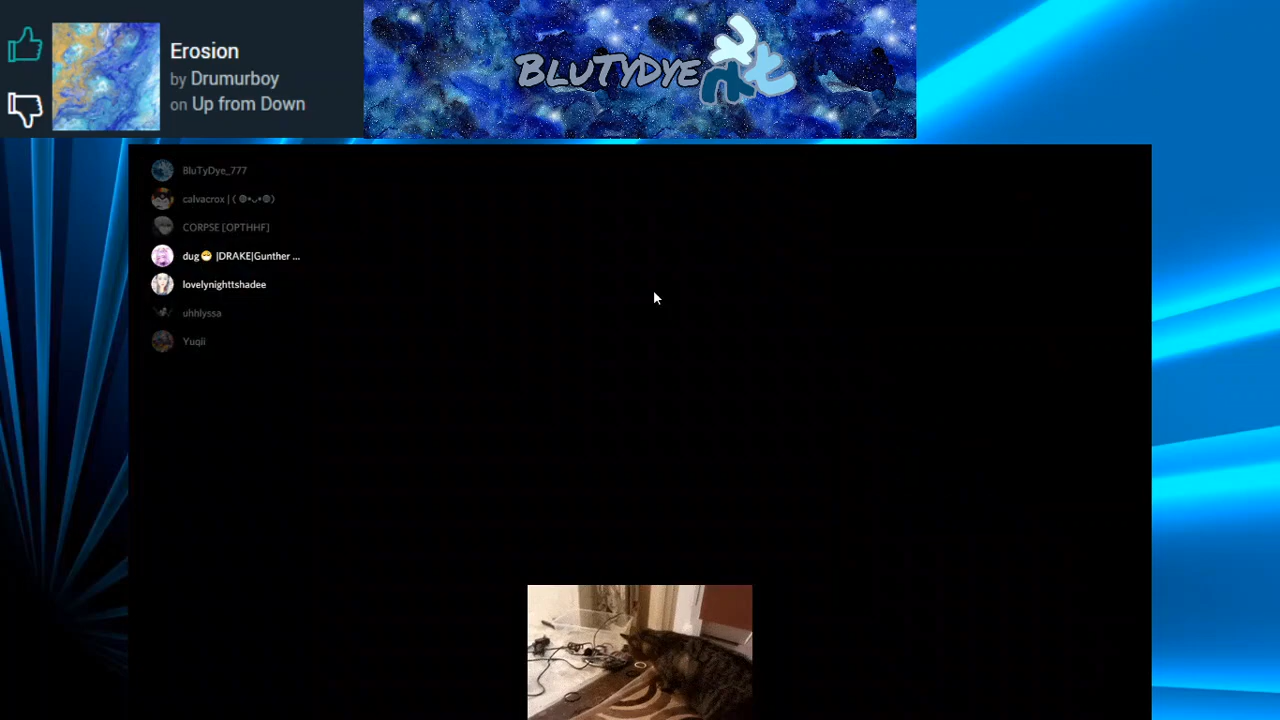 Erosion
by Drumurboy
on Up from Down
BluTyDye
BluTyDye_777
calvacrox | (
CORPSE [OPTHHF]
dug😷 |DRAKE|Gunther ...
lovelynighttshadee
uhhlyssa
Yuqii